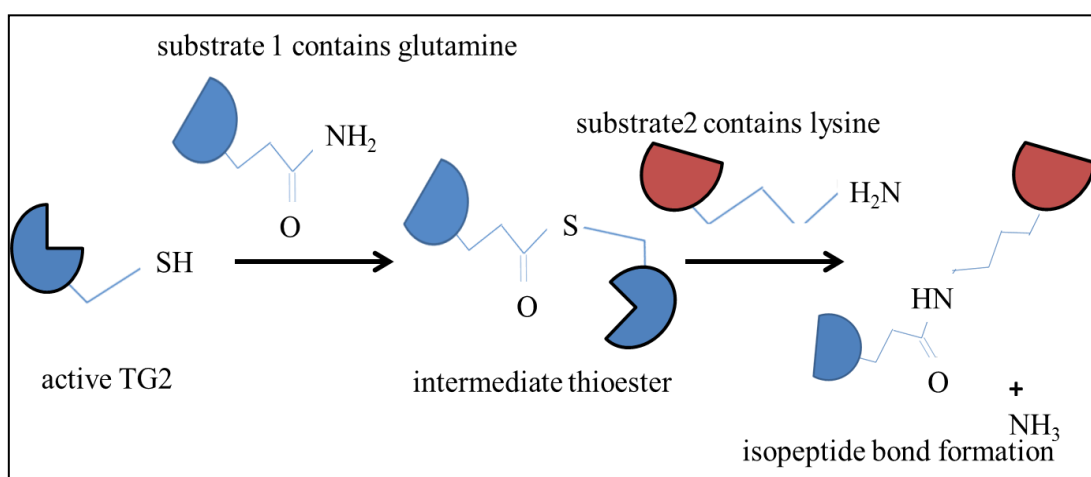 substrate 1 contains glutamine
NH₂
O
SH
active TG2
S
O
intermediate thioester
substrate2 contains lysine
H₂N
HN
O
+
NH₃
isopeptide bond formation